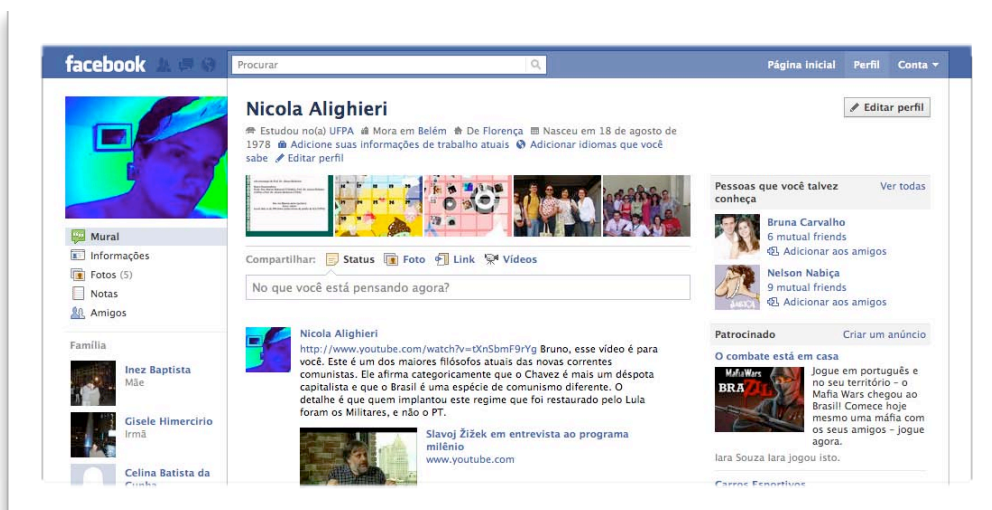 facebook
Procurar
Página inicial Perfil Conta
Nicola Alighieri
Editar perfil
Estudou no(a) UFPA Mora em Belém De Florença Nasceu em 18 de agosto de
1978 Adicione suas informações de trabalho atuais Adicionar idiomas que você
sabe Editar perfil
Mural
Informações
Fotos (5)
Notas
Amigos
Família
Inez Baptista
Mãe
Gisele Himercirio
Irmã
Celina Batista da
Cunha
Compartilhar: Status Foto Link Vídeos
No que você está pensando agora?
Nicola Alighieri
http://www.youtube.com/watch?v=tXnSbmF9rYg Bruno, esse vídeo é para
você. Este é um dos maiores filósofos atuais das novas correntes
comunistas. Ele afirma categoricamente que o Chavez é mais um déspota
capitalista e que o Brasil é uma espécie de comunismo diferente. O
detalhe é que quem implantou este regime que foi restaurado pelo Lula
foram os Militares, e não o PT.
Slavoj Žižek em entrevista ao programa
milênio
www.youtube.com
Pessoas que você talvez
conheça
Ver todas
Bruna Carvalho
6 mutual friends
Adicionar aos amigos
Nelson Nabiça
9 mutual friends
Adicionar aos amigos
Patrocinado Criar um anúncio
O combate está em casa
MafiaWars
BRAZIL
Jogue em português e
no seu território - o
Mafia Wars chegou ao
Brasil! Comece hoje
mesmo uma máfia com
os seus amigos - jogue
agora.
Iara Souza Iara jogou isto.
Carros Esportivos